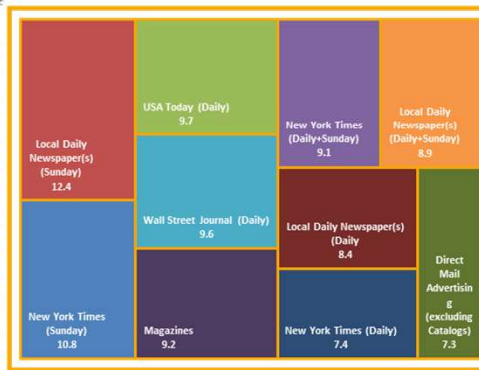 Local Daily
Newspaper(s)
(Sunday)
12.4
New York Times
(Sunday)
10.8
USA Today (Daily)
9.7
Wall Street Journal (Daily)
9.6
Magazines
9.2
New York Times
(Daily+Sunday)
9.1
Local Daily
Newspaper(s)
(Daily+Sunday)
8.9
Local Daily Newspaper(s)
(Daily
8.4
New York Times (Daily)
7.4
Direct
Mail
Advertisin
g
(excluding
Catalogs)
7.3